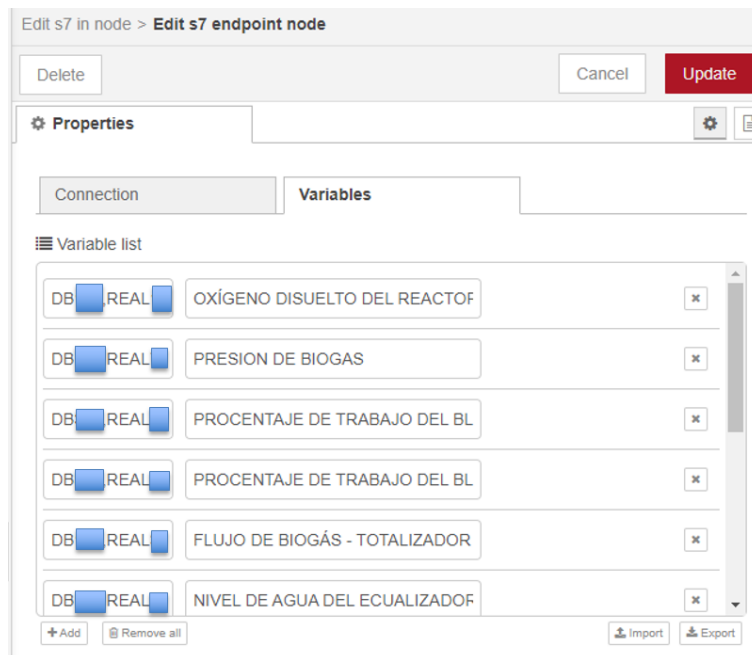 Edit s7 in node > Edit s7 endpoint node
Delete Cancel Update
Properties
Connection Variables
Variable list
DB ,REAL OXÍGENO DISUELTO DEL REACTOR
DB REAL PRESION DE BIOGAS
DB REAL PROCENTAJE DE TRABAJO DEL BL
DB REAL PROCENTAJE DE TRABAJO DEL BL
DB REAL FLUJO DE BIOGÁS - TOTALIZADOR
DB REAL NIVEL DE AGUA DEL ECUALIZADOR
+Add Remove all Import Export